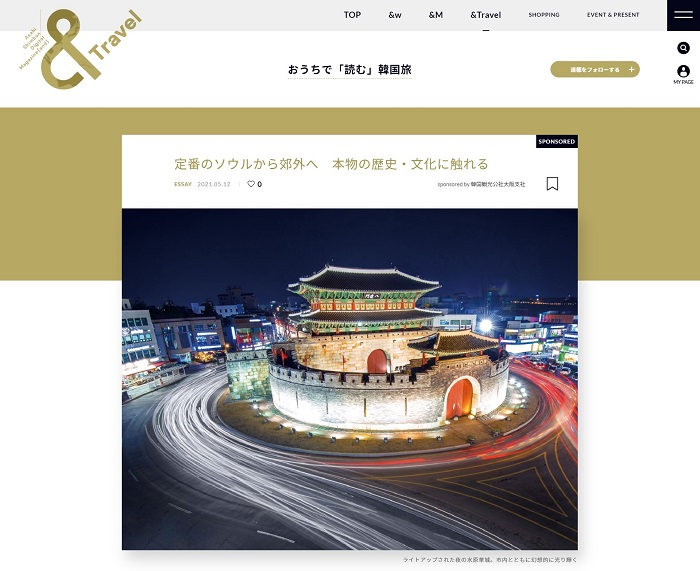 Asahi
Shimbun
Digital
Magazine[and]
&Travel
TOP &w &M &Travel SHOPPING EVENT & PRESENT
おうちで「読む」韓国旅
連載をフォローする +
MY PAGE
SPONSORED
定番のソウルから郊外へ　本物の歴史・文化に触れる
ESSAY 2021.05.12 0
sponsored by 韓国観光公社大阪支社
ライトアップされた夜の水原華城。市内とともに幻想的に光り輝く